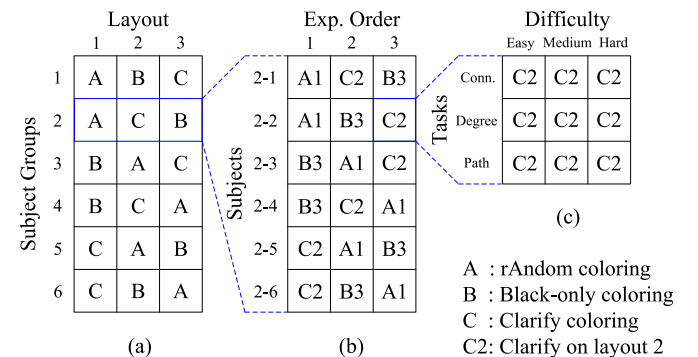 Layout
1 2 3
Subject Groups
1 A B C
2 A C B
3 B A C
4 B C A
5 C A B
6 C B A
(a)
Exp. Order
1 2 3
Subjects
2-1 A1 C2 B3
2-2 A1 B3 C2
2-3 B3 A1 C2
2-4 B3 C2 A1
2-5 C2 A1 B3
2-6 C2 B3 A1
(b)
Difficulty
Easy Medium Hard
Tasks
Conn. C2 C2 C2
Degree C2 C2 C2
Path C2 C2 C2
(c)
A : rAndom coloring
B : Black-only coloring
C : Clarify coloring
C2: Clarify on layout 2